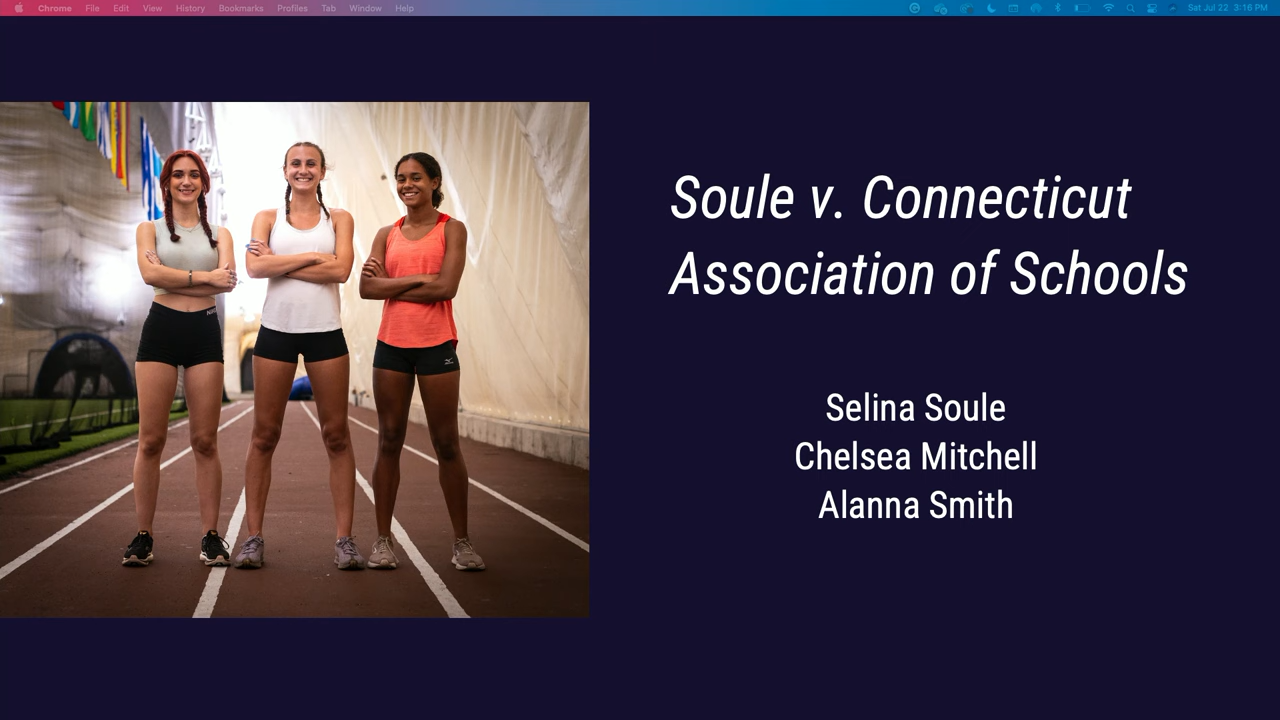 Chrome File Edit View History Bookmarks Profiles Tab Window Help Sat Jul 22 3:16 PM
Soule v. Connecticut
Association of Schools
Selina Soule
Chelsea Mitchell
Alanna Smith